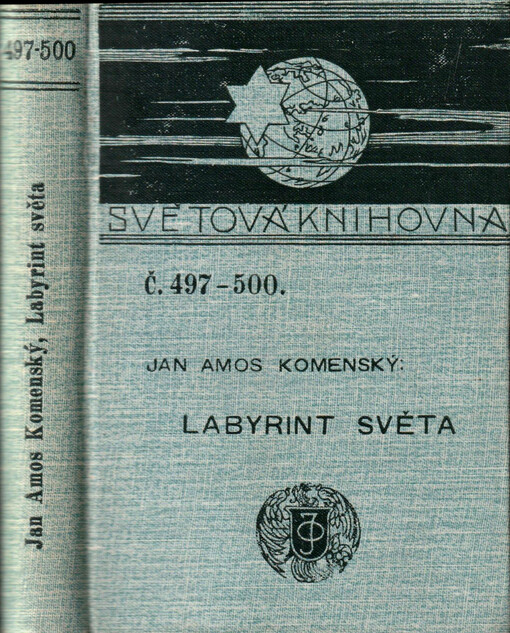 497-500
Jan Amos Komenský, Labyrint světa
SVĚTOVÁ KNIHOVNA
Č. 497-500.
JAN AMOS KOMENSKÝ:
LABYRINT SVĚTA